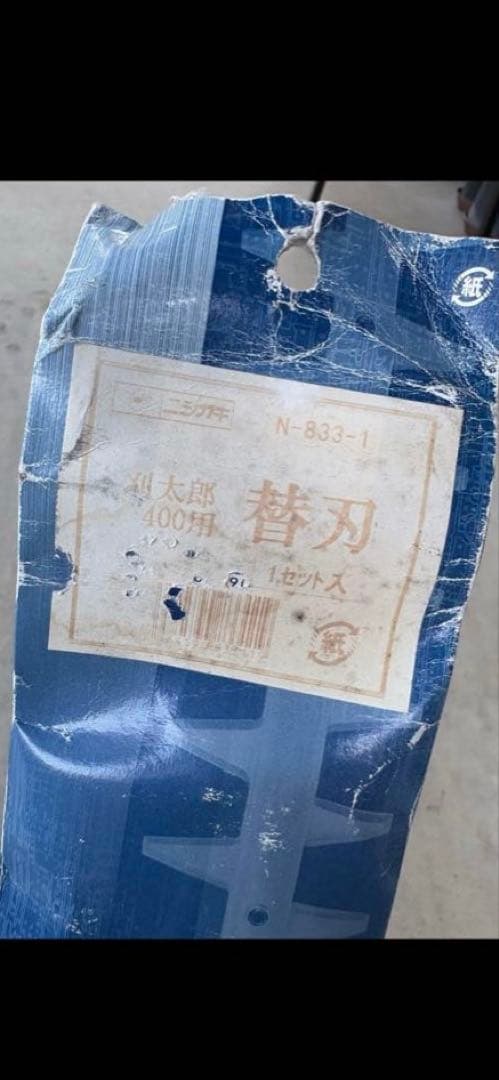 紙
ニシガキ
N-833-1
刈太郎
400用
替刃
1セット入
紙